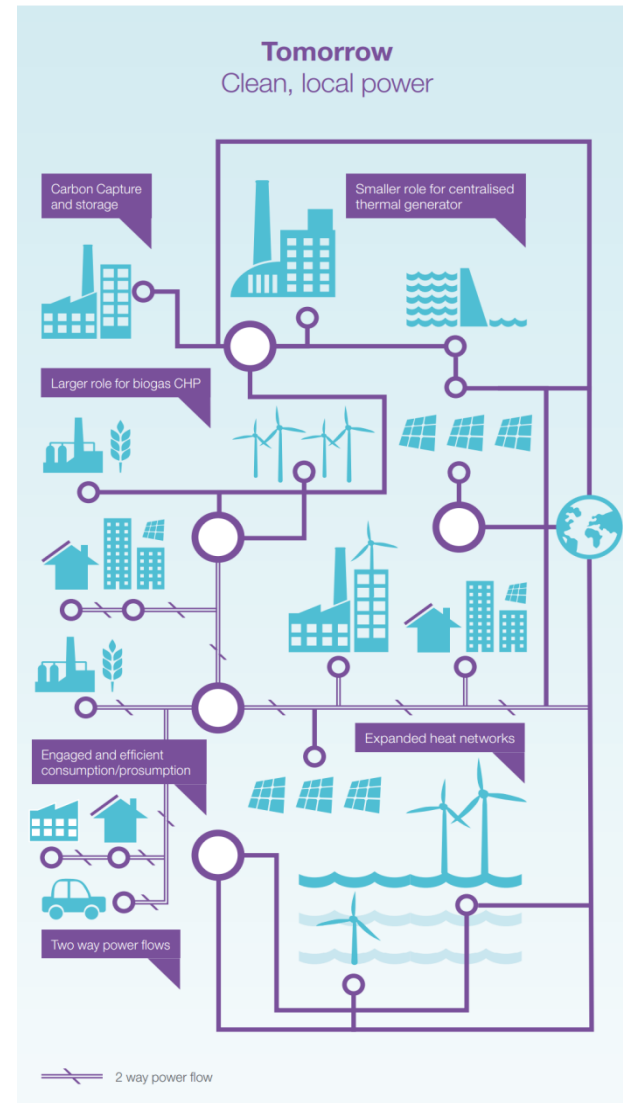 Tomorrow
Clean, local power
Carbon Capture
and storage
Smaller role for centralised
thermal generator
Larger role for biogas CHP
Engaged and efficient
consumption/prosumption
Expanded heat networks
Two way power flows
2 way power flow